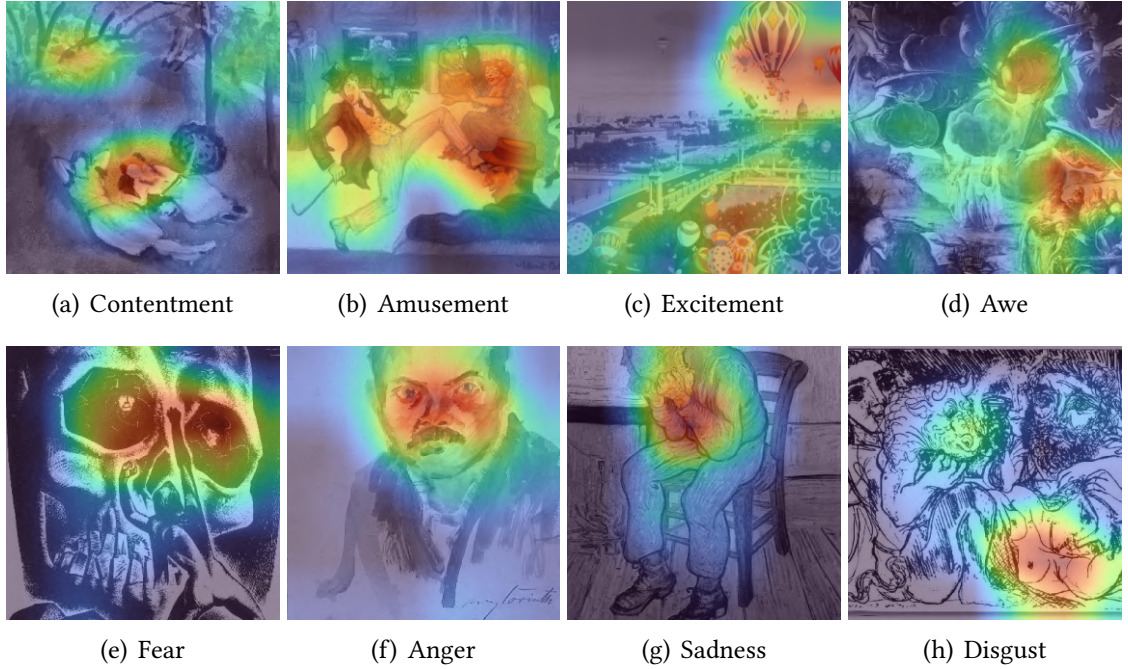 (a) Contentment
(b) Amusement
(c) Excitement
(d) Awe
(e) Fear
(f) Anger
(g) Sadness
(h) Disgust